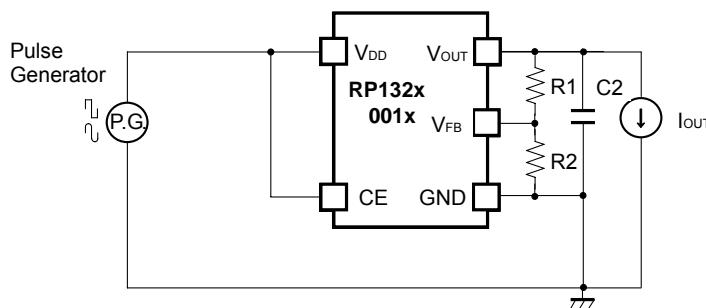 Pulse
Generator
P.G.
VDD
VOUT
RP132x
001x
VFB
CE
GND
R1
R2
C2
IOUT